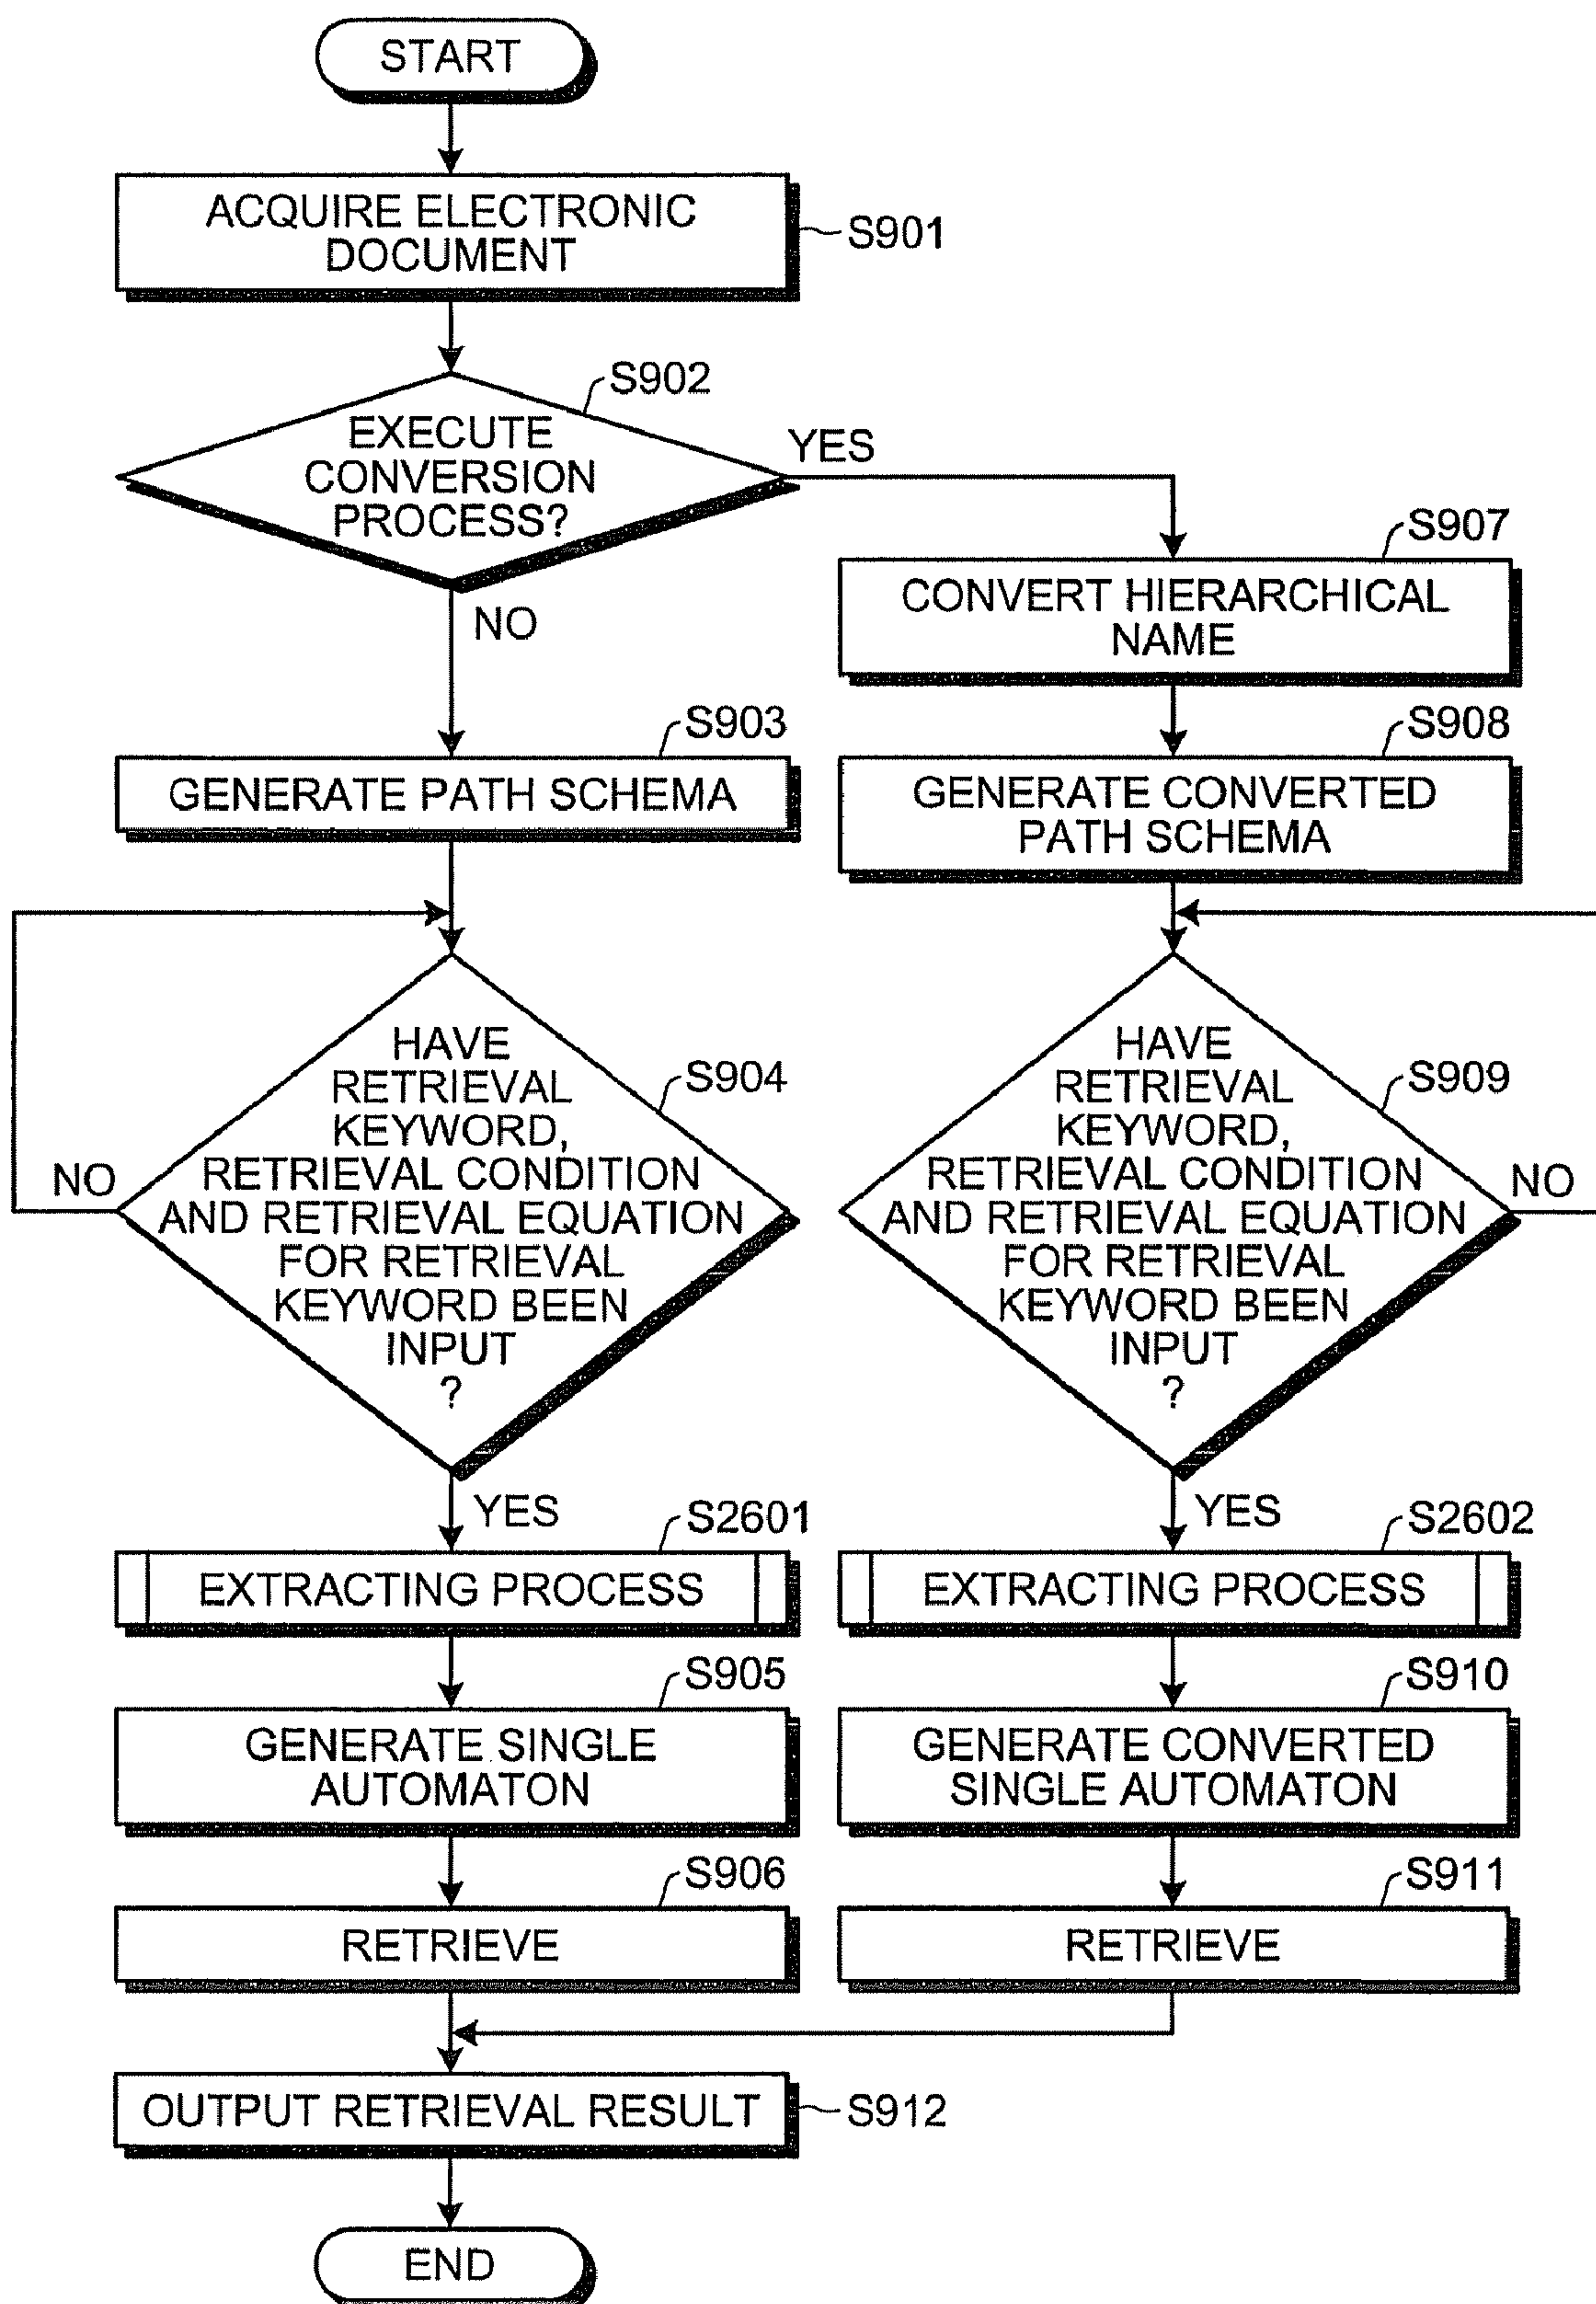 START
ACQUIRE ELECTRONIC
DOCUMENT
S901
S902
EXECUTE
CONVERSION
PROCESS?
YES
NO
S907
CONVERT HIERARCHICAL
NAME
S903
GENERATE PATH SCHEMA
S908
GENERATE CONVERTED
PATH SCHEMA
HAVE
RETRIEVAL
KEYWORD,
RETRIEVAL CONDITION
AND RETRIEVAL EQUATION
FOR RETRIEVAL
KEYWORD BEEN
INPUT
?
S904
NO
YES
HAVE
RETRIEVAL
KEYWORD,
RETRIEVAL CONDITION
AND RETRIEVAL EQUATION
FOR RETRIEVAL
KEYWORD BEEN
INPUT
?
S909
NO
YES
S2601
EXTRACTING PROCESS
S2602
EXTRACTING PROCESS
S905
GENERATE SINGLE
AUTOMATON
S910
GENERATE CONVERTED
SINGLE AUTOMATON
S906
RETRIEVE
S911
RETRIEVE
OUTPUT RETRIEVAL RESULT
S912
END